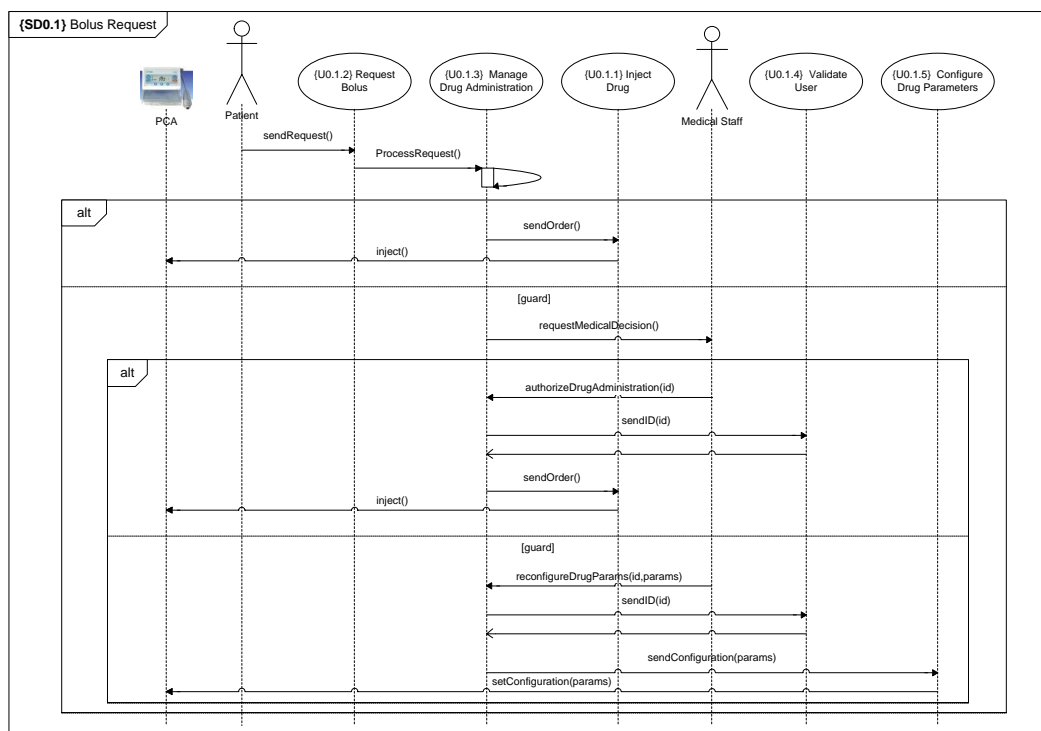 {SD0.1} Bolus Request
{U0.1.2} Request
Bolus
{U0.1.3} Manage
Drug Administration
{U0.1.1} Inject
Drug
{U0.1.4} Validate
User
{U0.1.5} Configure
Drug Parameters
PCA
Patient
Medical Staff
sendRequest()
ProcessRequest()
alt
sendOrder()
inject()
[guard]
requestMedicalDecision()
alt
authorizeDrugAdministration(id)
sendID(id)
sendOrder()
inject()
[guard]
reconfigureDrugParams(id,params)
sendID(id)
sendConfiguration(params)
setConfiguration(params)